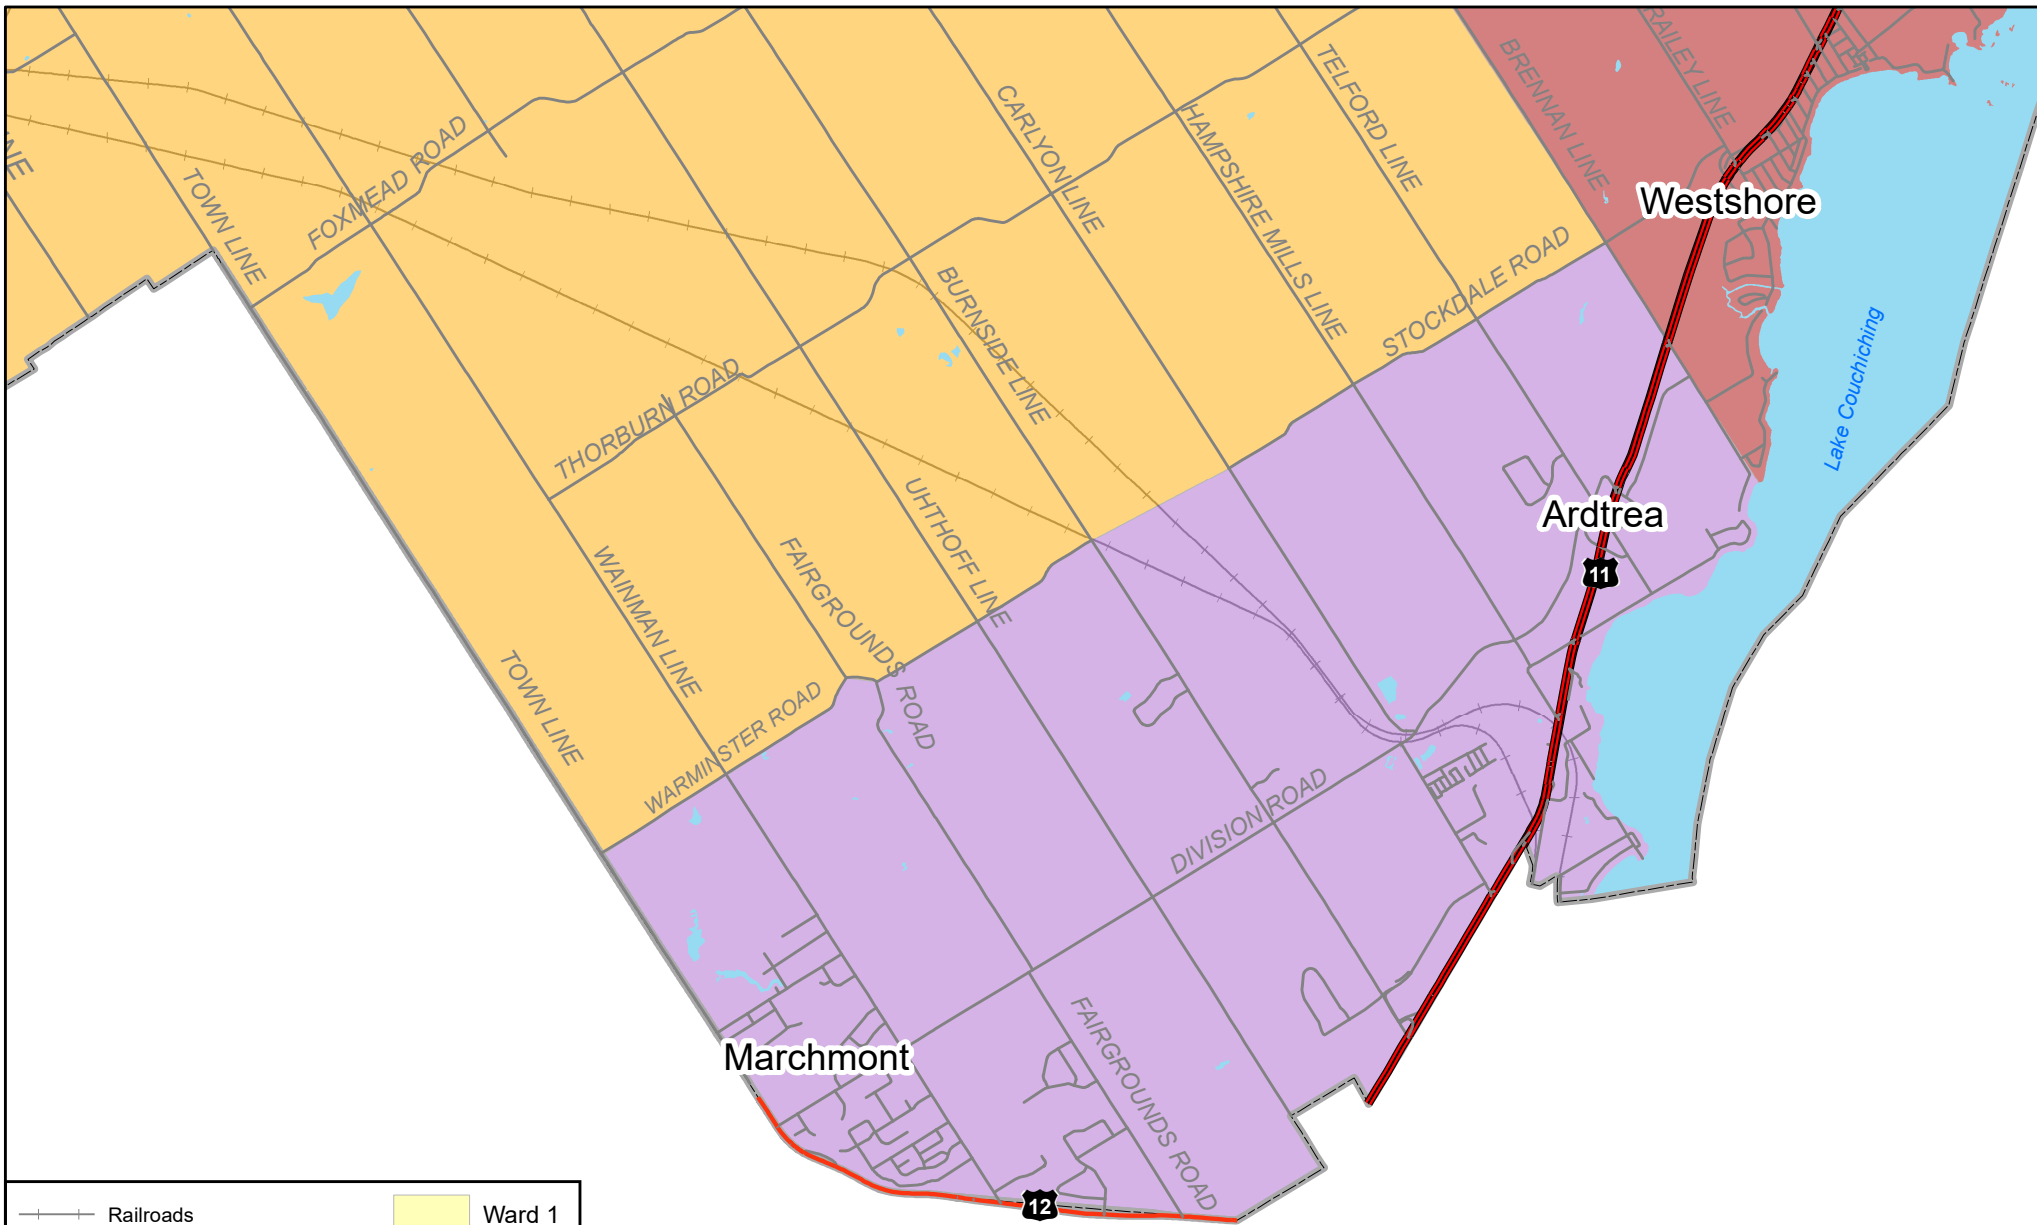 RAILEY LINE
BRENNAN LINE
TELFORD LINE
HAMPSHIRE MILLS LINE
CARLYON LINE
FOXMEAD ROAD
TOWN LINE
Westshore
STOCKDALE ROAD
BURNSIDE LINE
Lake Couchiching
THORBURN ROAD
UHTHOFF LINE
Ardtrea
11
FAIRGROUNDS ROAD
WAINMAN LINE
TOWN LINE
WARMINSTER ROAD
DIVISION ROAD
Marchmont
FAIRGROUNDS ROAD
12
Railroads
Ward 1